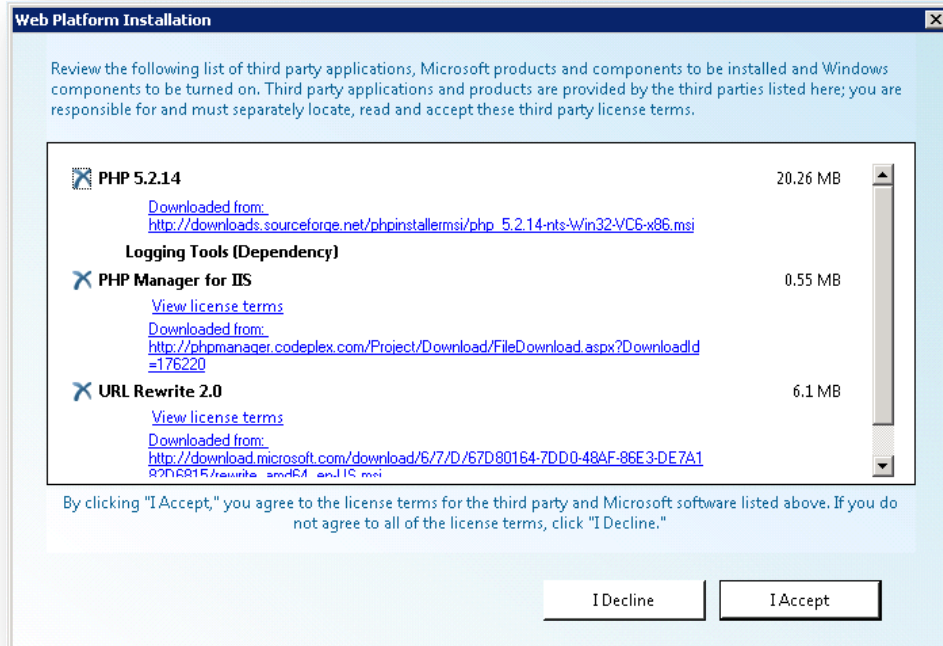 Web Platform Installation
Review the following list of third party applications, Microsoft products and components to be installed and Windows
components to be turned on. Third party applications and products are provided by the third parties listed here; you are
responsible for and must separately locate, read and accept these third party license terms.
PHP 5.2.14 20.26 MB
Downloaded from:
http://downloads.sourceforge.net/phpinstallermsi/php_5.2.14-nts-Win32-VC6-x86.msi
Logging Tools (Dependency)
PHP Manager for IIS 0.55 MB
View license terms
Downloaded from:
http://phpmanager.codeplex.com/Project/Download/FileDownload.aspx?DownloadId
=176220
URL Rewrite 2.0 6.1 MB
View license terms
Downloaded from:
http://download.microsoft.com/download/6/7/D/67D80164-7DD0-48AF-86E3-DE7A1
82D6815/rewrite_amd64_en-US.msi
By clicking "I Accept," you agree to the license terms for the third party and Microsoft software listed above. If you do
not agree to all of the license terms, click "I Decline."
I Decline I Accept